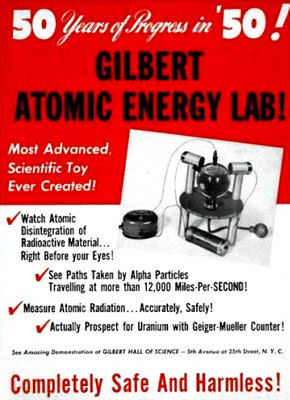 50 Years of Progress in '50!
GILBERT
ATOMIC ENERGY LAB!
Most Advanced,
Scientific Toy
Ever Created!
Watch Atomic
Disintegration of
Radioactive Material...
Right Before your Eyes!
See Paths Taken by Alpha Particles
Travelling at more than 12,000 Miles-Per-SECOND!
Measure Atomic Radiation...Accurately, Safely!
Actually Prospect for Uranium with Geiger-Mueller Counter!
See Amazing Demonstration at GILBERT HALL OF SCIENCE — 5th Avenue at 25th Street, N. Y. C.
Completely Safe And Harmless!